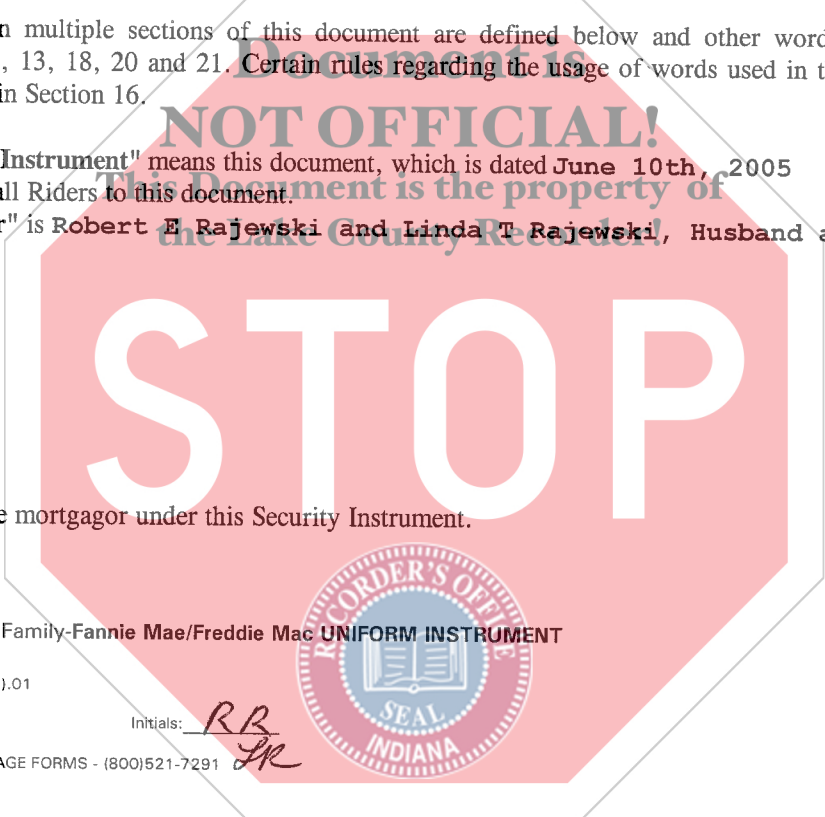 n multiple sections of this document are defined below and other word
Document is
, 13, 18, 20 and 21. Certain rules regarding the usage of words used in t
in Section 16.
NOT OFFICIAL!
Instrument" means this document, which is dated June 10th, 2005
This Document is the property of
all Riders to this document.
r" is Robert E Rajewski and Linda T Rajewski, Husband a
the Lake County Recorder!
STOP
e mortgagor under this Security Instrument.
RECORDER'S OFFICE
Family-Fannie Mae/Freddie Mac UNIFORM INSTRUMENT
).01
SEAL
Initials: RR
INDIANA
AGE FORMS - (800)521-7291 LR